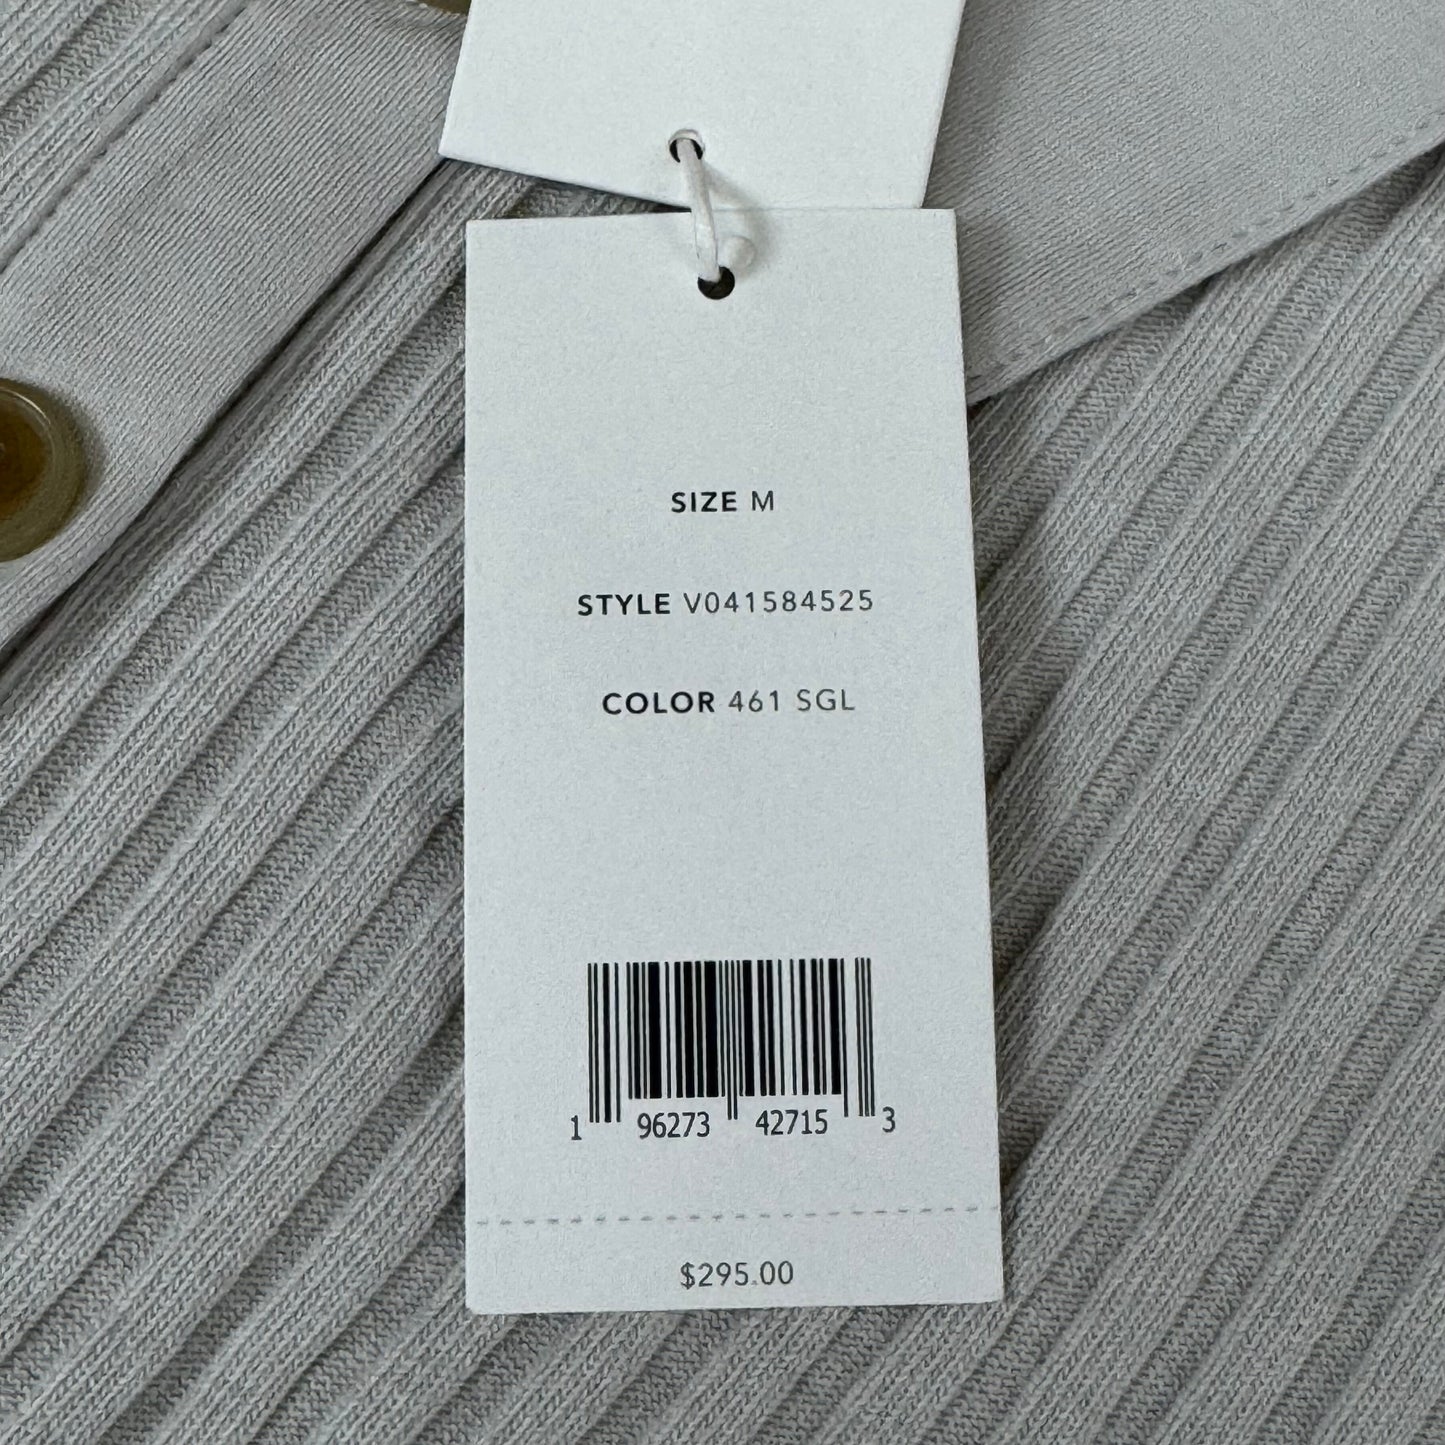 SIZE M
STYLE V041584525
COLOR 461 SGL
1 96273 42715 3
$295.00